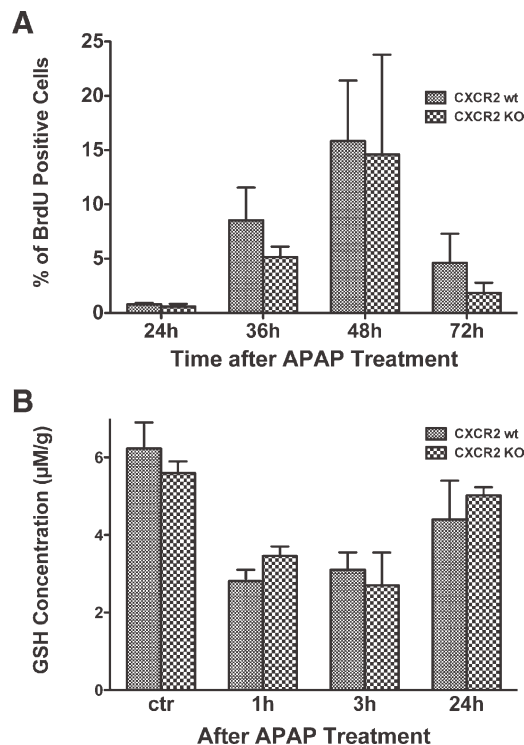 A
25
20
15
10
5
0
% of BrdU Positive Cells
CXCR2 wt
CXCR2 KO
24h 36h 48h 72h
Time after APAP Treatment
B
6
4
2
0
GSH Concentration (µM/g)
CXCR2 wt
CXCR2 KO
ctr 1h 3h 24h
After APAP Treatment